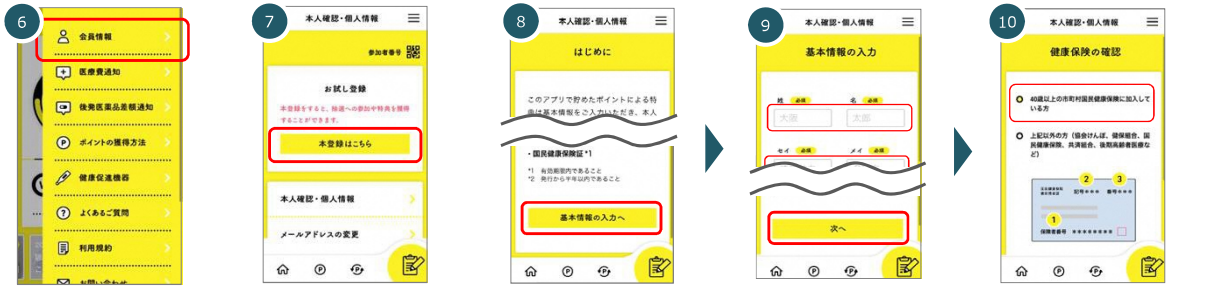 6
会員情報
医療費通知
後発医薬品差額通知
ポイントの獲得方法
健康促進機器
よくあるご質問
利用規約
お問い合わせ
7
本人確認・個人情報
参加者番号
お試し登録
本登録をすると、抽選への参加や特典を獲得
することができます。
本登録はこちら
本人確認・個人情報
メールアドレスの変更
8
本人確認・個人情報
はじめに
このアプリで貯めたポイントによる特
典は基本情報をご入力いただき、本人
・国民健康保険証*1
*1 有効期限内であること
*2 発行から半年以内であること
基本情報の入力へ
9
本人確認・個人情報
基本情報の入力
姓 必須 名 必須
大阪 太郎
セイ 必須 メイ 必須
次へ
10
本人確認・個人情報
健康保険の確認
40歳以上の市町村国民健康保険に加入して
いる方
上記以外の方（協会けんぽ、健保組合、国
民健康保険、共済組合、後期高齢者医療な
ど）
2 3
記号*** 番号***
1
保険者番号 ********